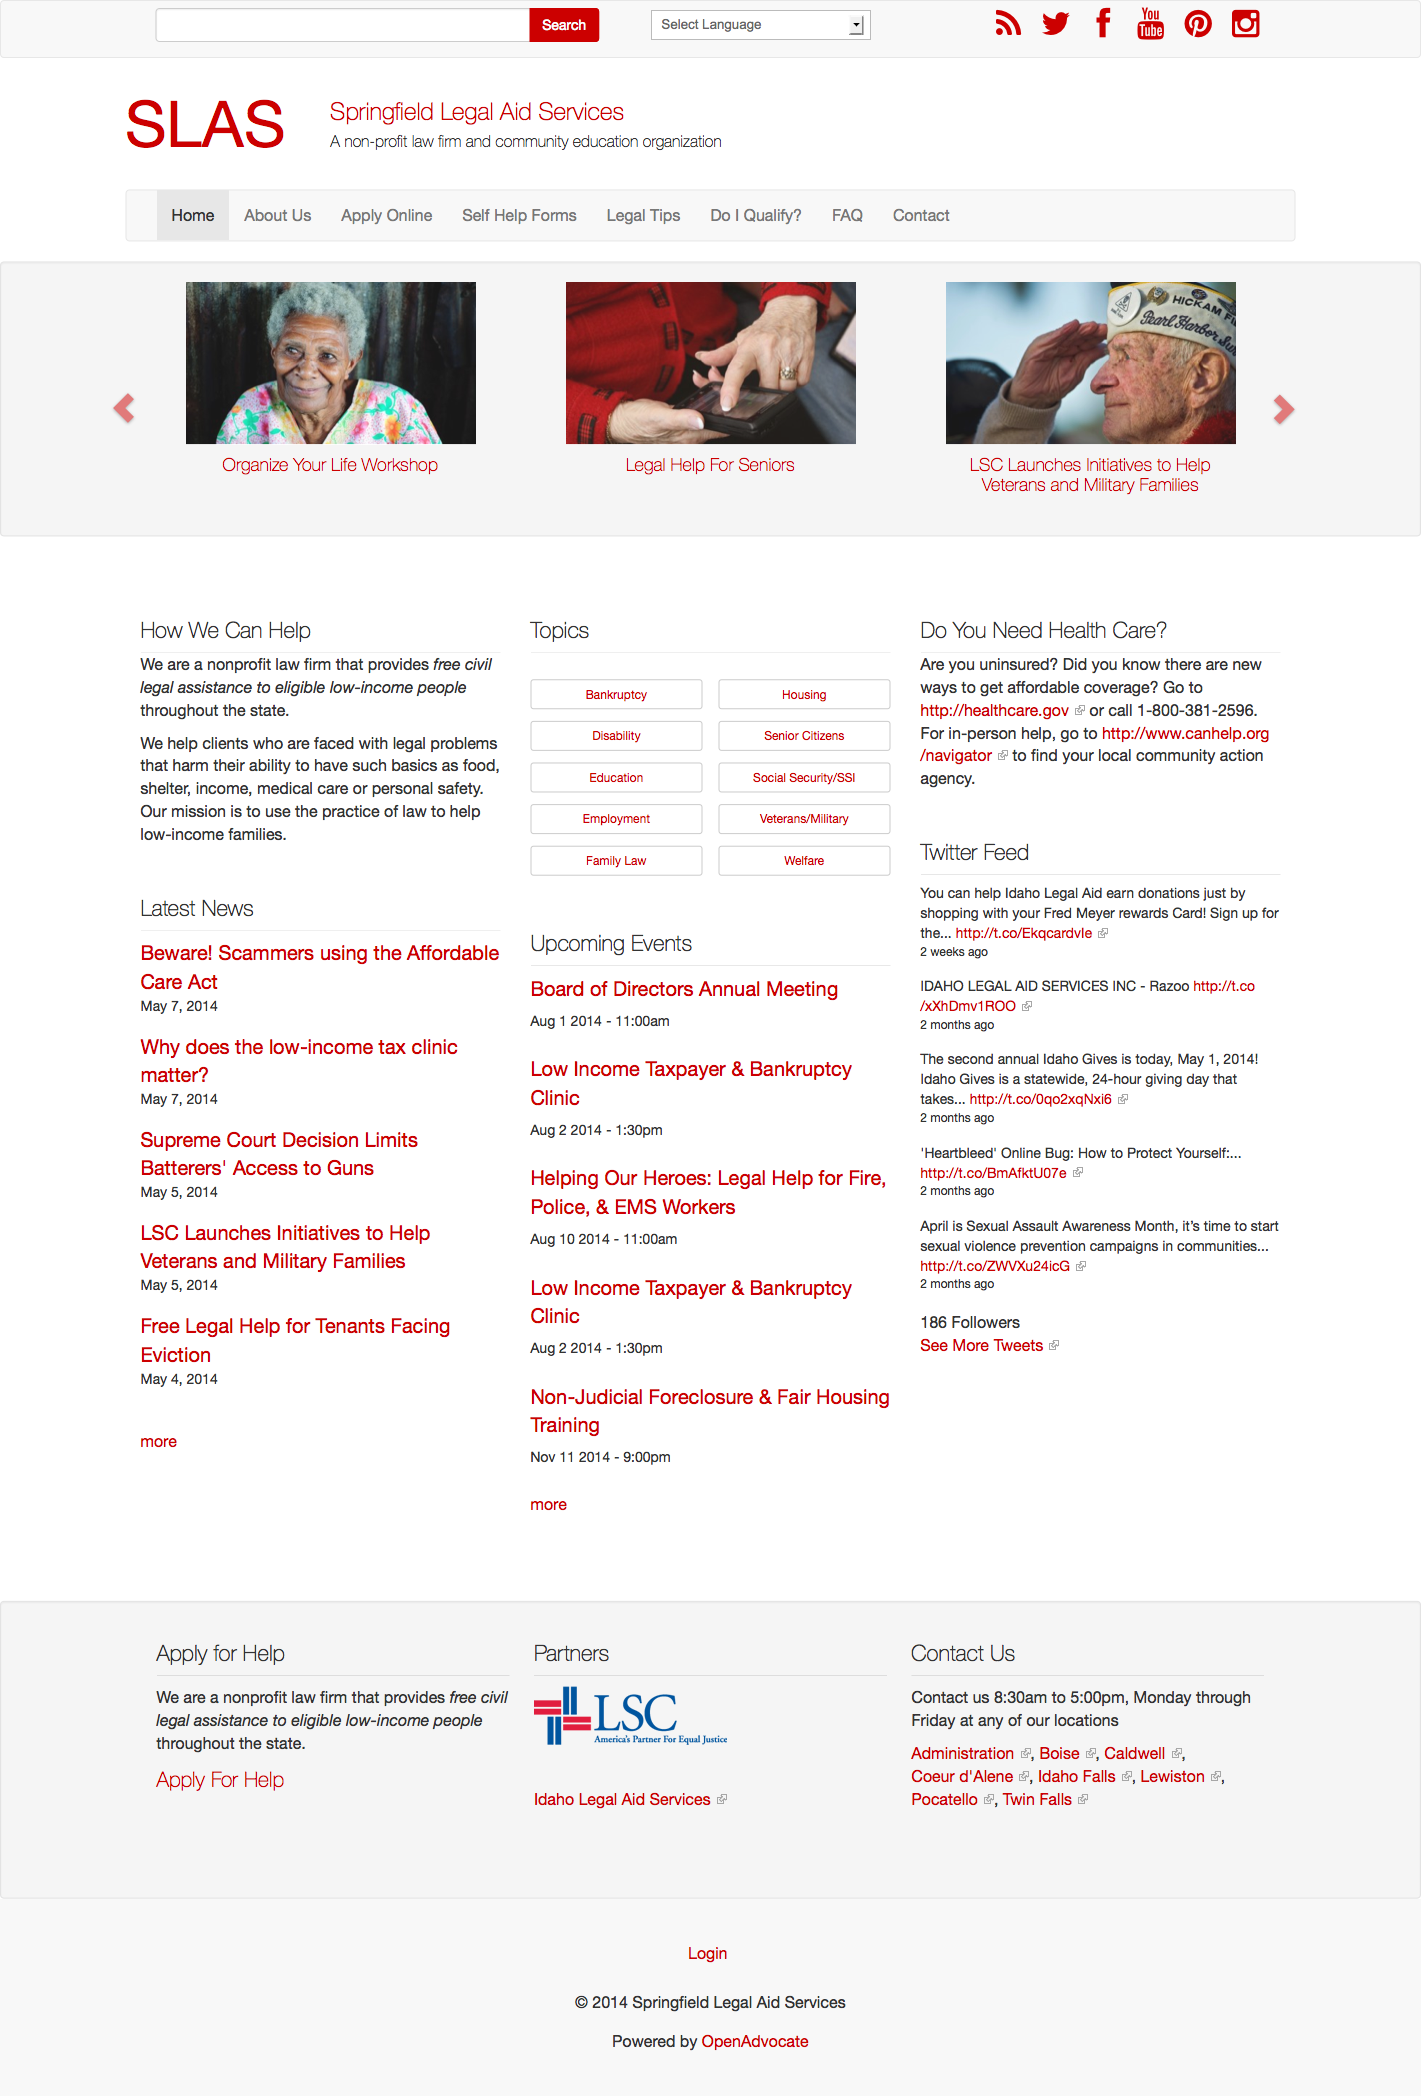 Search
Select Language
You
Tube
SLAS
Springfield Legal Aid Services
A non-profit law firm and community education organization
Home
About Us
Apply Online
Self Help Forms
Legal Tips
Do I Qualify?
FAQ
Contact
HICKAM
Pearl Harbor
Organize Your Life Workshop
Legal Help For Seniors
LSC Launches Initiatives to Help
Veterans and Military Families
How We Can Help
We are a nonprofit law firm that provides free civil
legal assistance to eligible low-income people
throughout the state.
We help clients who are faced with legal problems
that harm their ability to have such basics as food,
shelter, income, medical care or personal safety.
Our mission is to use the practice of law to help
low-income families.
Latest News
Beware! Scammers using the Affordable
Care Act
May 7, 2014
Why does the low-income tax clinic
matter?
May 7, 2014
Supreme Court Decision Limits
Batterers' Access to Guns
May 5, 2014
LSC Launches Initiatives to Help
Veterans and Military Families
May 5, 2014
Free Legal Help for Tenants Facing
Eviction
May 4, 2014
more
Topics
Bankruptcy
Housing
Disability
Senior Citizens
Education
Social Security/SSI
Employment
Veterans/Military
Family Law
Welfare
Upcoming Events
Board of Directors Annual Meeting
Aug 1 2014 - 11:00am
Low Income Taxpayer & Bankruptcy
Clinic
Aug 2 2014 - 1:30pm
Helping Our Heroes: Legal Help for Fire,
Police, & EMS Workers
Aug 10 2014 - 11:00am
Low Income Taxpayer & Bankruptcy
Clinic
Aug 2 2014 - 1:30pm
Non-Judicial Foreclosure & Fair Housing
Training
Nov 11 2014 - 9:00pm
more
Do You Need Health Care?
Are you uninsured? Did you know there are new
ways to get affordable coverage? Go to
http://healthcare.gov or call 1-800-381-2596.
For in-person help, go to http://www.canhelp.org
/navigator to find your local community action
agency.
Twitter Feed
You can help Idaho Legal Aid earn donations just by
shopping with your Fred Meyer rewards Card! Sign up for
the... http://t.co/Ekqcardvle
2 weeks ago
IDAHO LEGAL AID SERVICES INC - Razoo http://t.co
/xXhDmv1ROO
2 months ago
The second annual Idaho Gives is today, May 1, 2014!
Idaho Gives is a statewide, 24-hour giving day that
takes... http://t.co/0qo2xqNxi6
2 months ago
'Heartbleed' Online Bug: How to Protect Yourself:...
http://t.co/BmAfktU07e
2 months ago
April is Sexual Assault Awareness Month, it's time to start
sexual violence prevention campaigns in communities...
http://t.co/ZWVXu24icG
2 months ago
186 Followers
See More Tweets
Apply for Help
We are a nonprofit law firm that provides free civil
legal assistance to eligible low-income people
throughout the state.
Apply For Help
Partners
LSC
America's Partner For Equal Justice
Idaho Legal Aid Services
Contact Us
Contact us 8:30am to 5:00pm, Monday through
Friday at any of our locations
Administration , Boise , Caldwell ,
Coeur d'Alene , Idaho Falls , Lewiston ,
Pocatello , Twin Falls
Login
© 2014 Springfield Legal Aid Services
Powered by OpenAdvocate